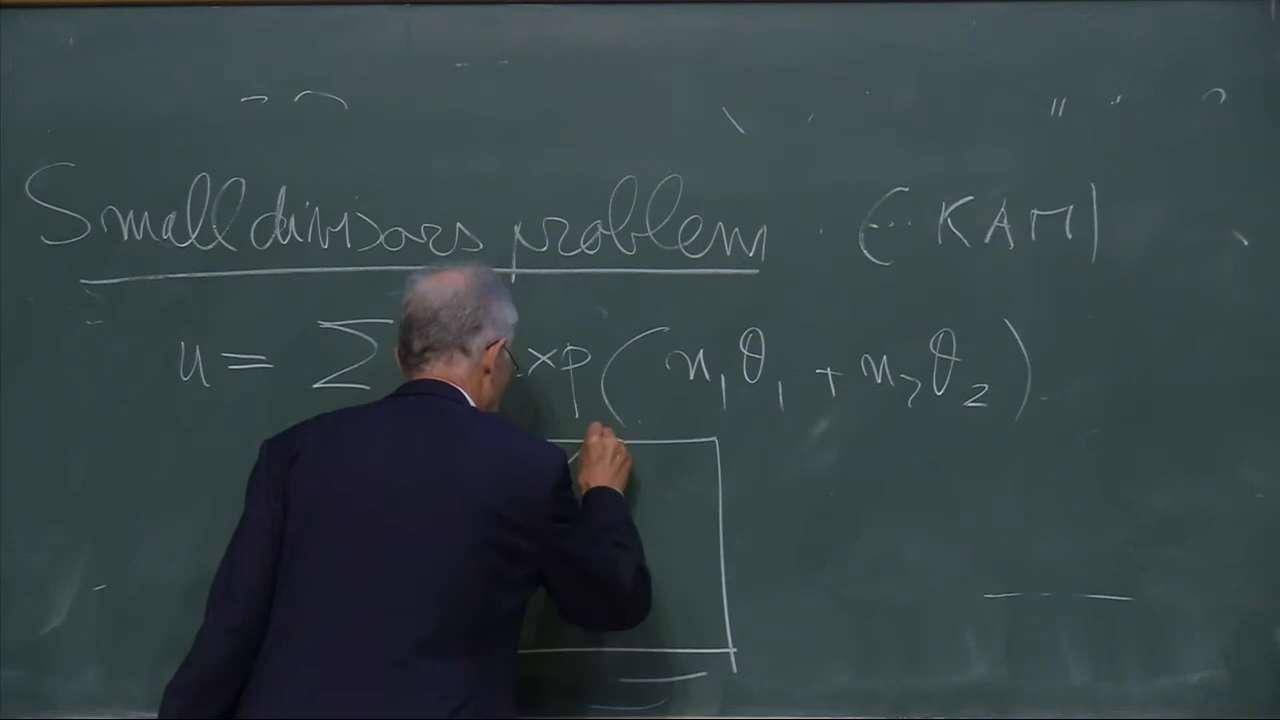 Small divisors problem (... KAM)
u = Σ xp(n₁θ₁ + n₂θ₂)